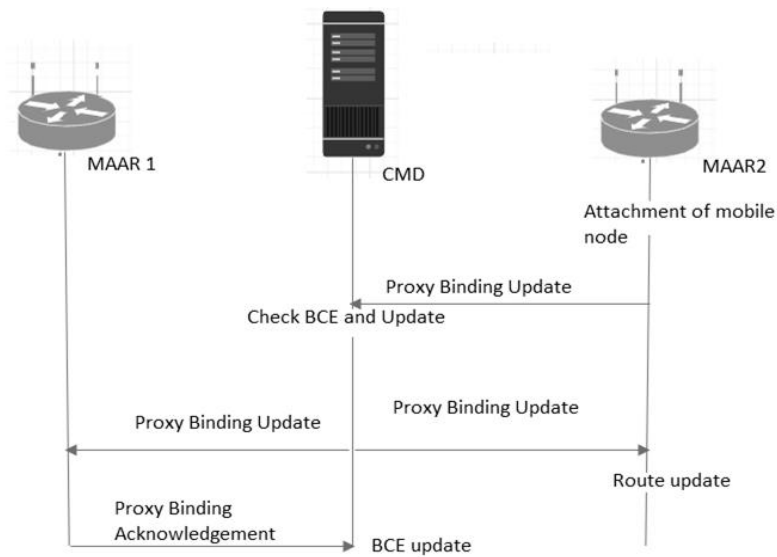 MAAR 1
CMD
MAAR2
Attachment of mobile
node
Proxy Binding Update
Check BCE and Update
Proxy Binding Update
Proxy Binding Update
Route update
Proxy Binding
Acknowledgement
BCE update